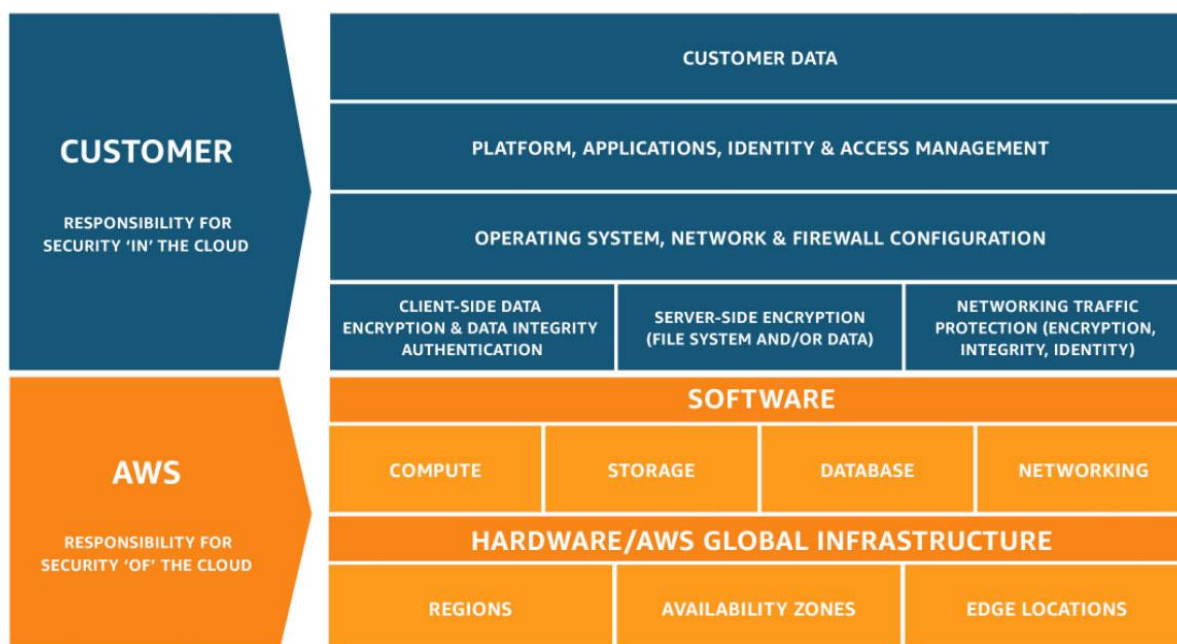 CUSTOMER
RESPONSIBILITY FOR
SECURITY ‘IN’ THE CLOUD
CUSTOMER DATA
PLATFORM, APPLICATIONS, IDENTITY & ACCESS MANAGEMENT
OPERATING SYSTEM, NETWORK & FIREWALL CONFIGURATION
CLIENT-SIDE DATA
ENCRYPTION & DATA INTEGRITY
AUTHENTICATION
SERVER-SIDE ENCRYPTION
(FILE SYSTEM AND/OR DATA)
NETWORKING TRAFFIC
PROTECTION (ENCRYPTION,
INTEGRITY, IDENTITY)
AWS
RESPONSIBILITY FOR
SECURITY ‘OF’ THE CLOUD
SOFTWARE
COMPUTE
STORAGE
DATABASE
NETWORKING
HARDWARE/AWS GLOBAL INFRASTRUCTURE
REGIONS
AVAILABILITY ZONES
EDGE LOCATIONS